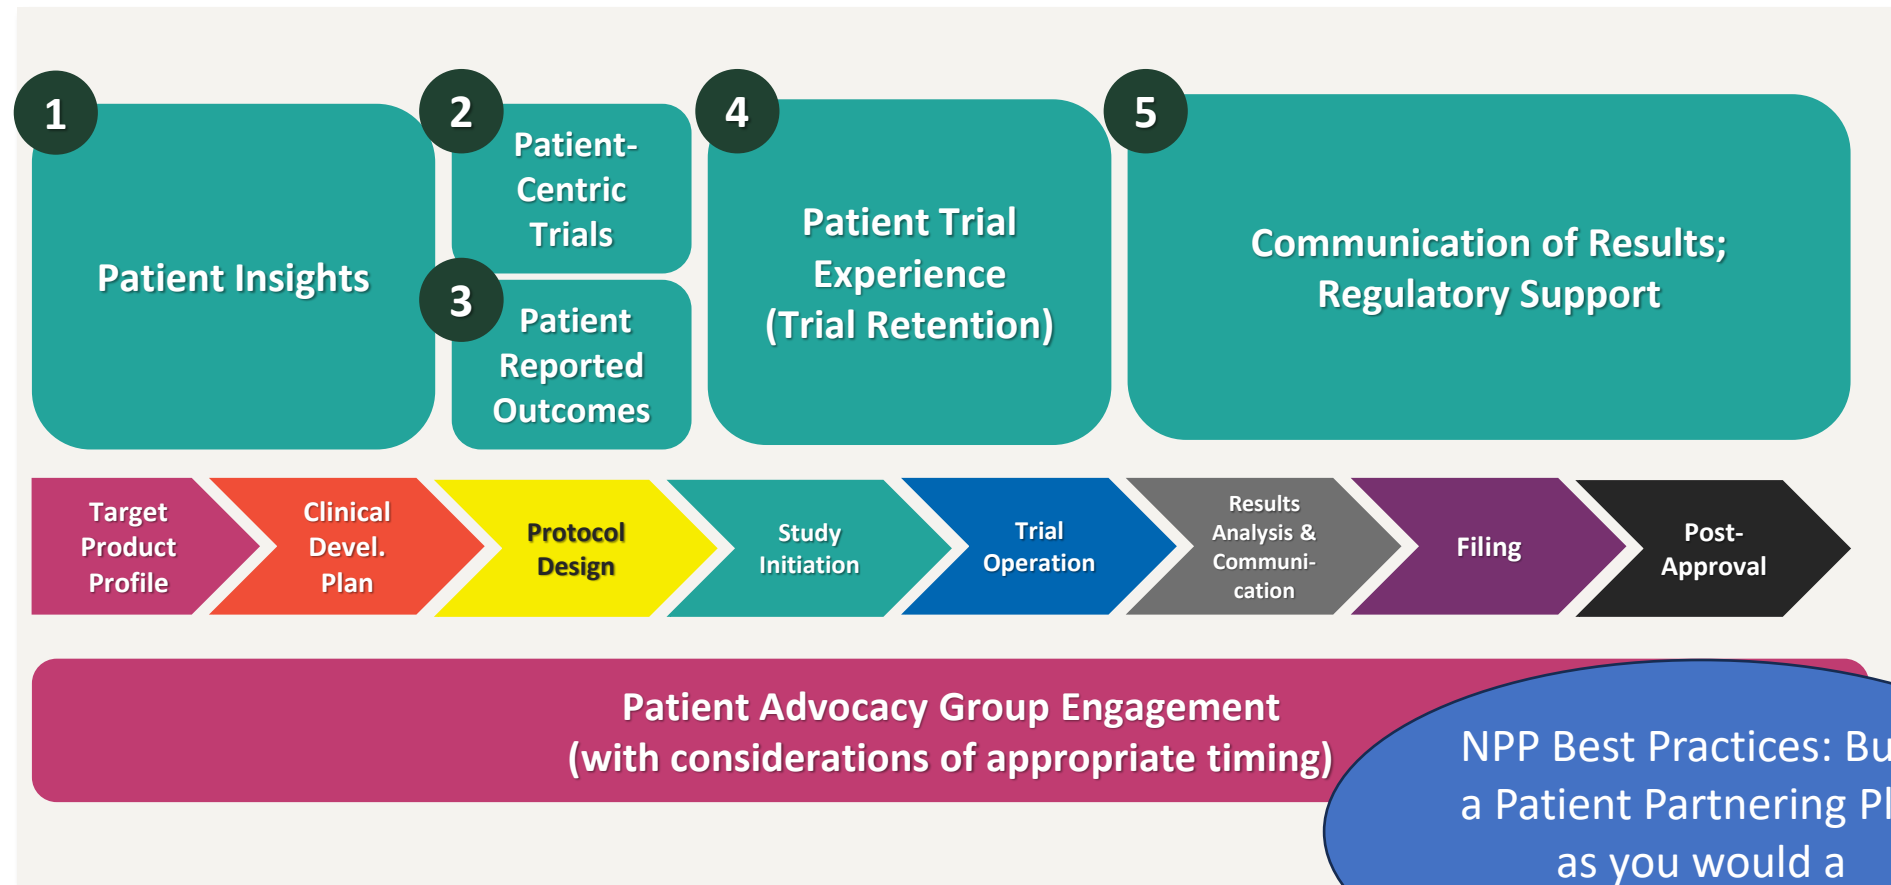 1
Patient Insights
2
Patient-
Centric
Trials
3
Patient
Reported
Outcomes
4
Patient Trial
Experience
(Trial Retention)
5
Communication of Results;
Regulatory Support
Target
Product
Profile
Clinical
Devel.
Plan
Protocol
Design
Study
Initiation
Trial
Operation
Results
Analysis &
Communi-
cation
Filing
Post-
Approval
Patient Advocacy Group Engagement
(with considerations of appropriate timing)
NPP Best Practices:
a Patient Partnering
as you would a